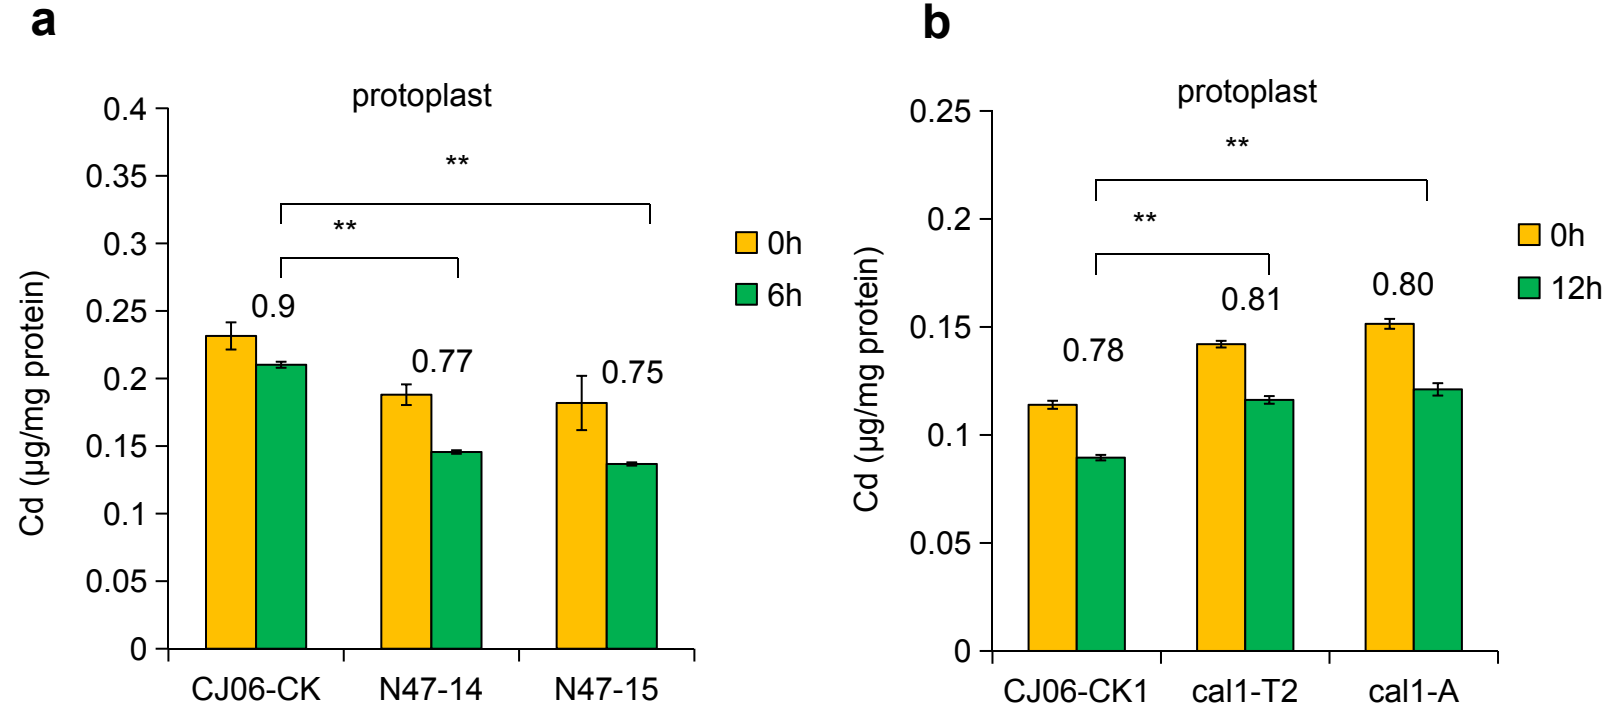 a
protoplast
0.4
0.35
0.3
0.25
0.2
0.15
0.1
0.05
0
Cd (μg/mg protein)
**
**
0.9
0.77
0.75
0h
6h
CJ06-CK N47-14 N47-15
b
protoplast
0.25
0.2
0.15
0.1
0.05
0
Cd (μg/mg protein)
**
**
0.78
0.81
0.80
0h
12h
CJ06-CK1 cal1-T2 cal1-A